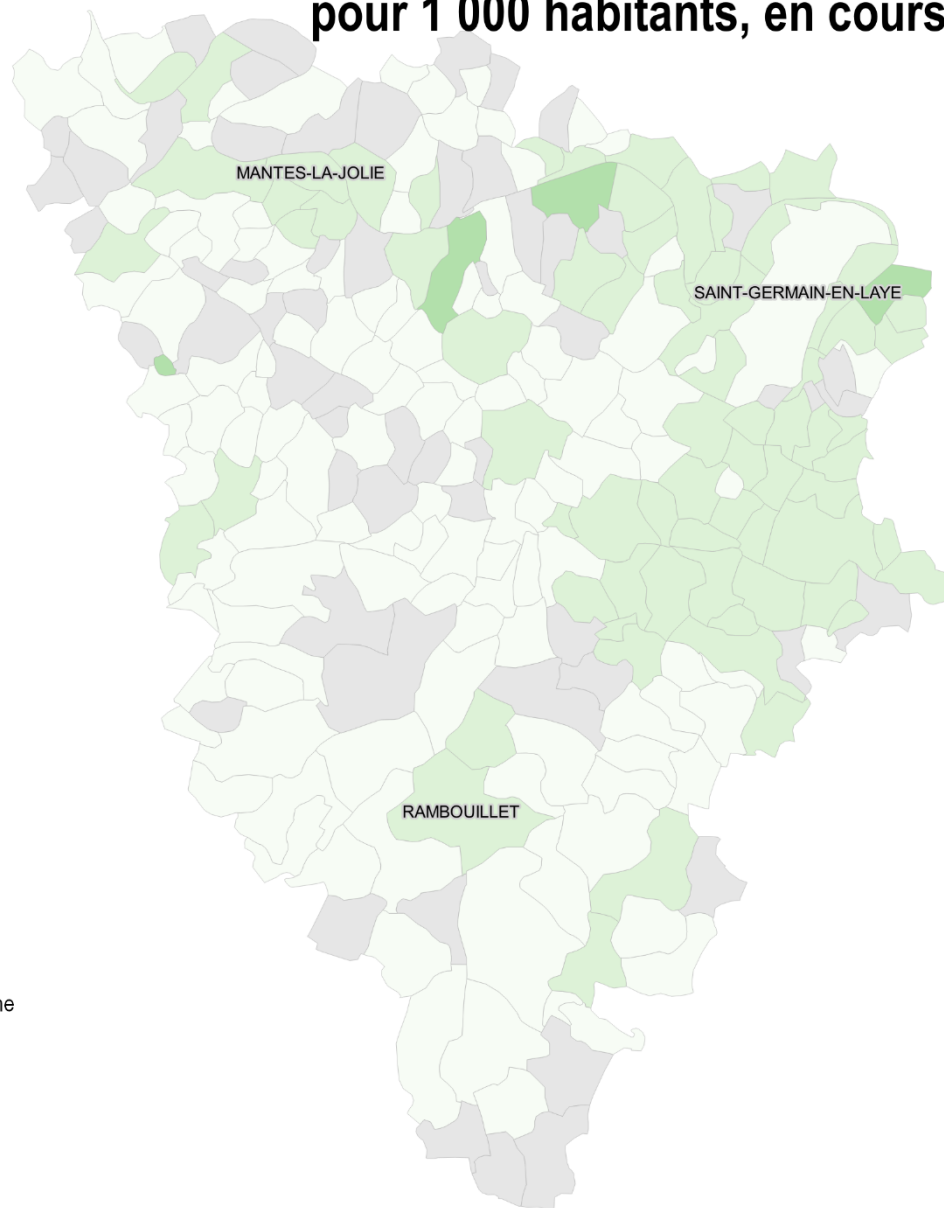 pour 1 000 habitants, en cours
MANTES-LA-JOLIE
SAINT-GERMAIN-EN-LAYE
RAMBOUILLET